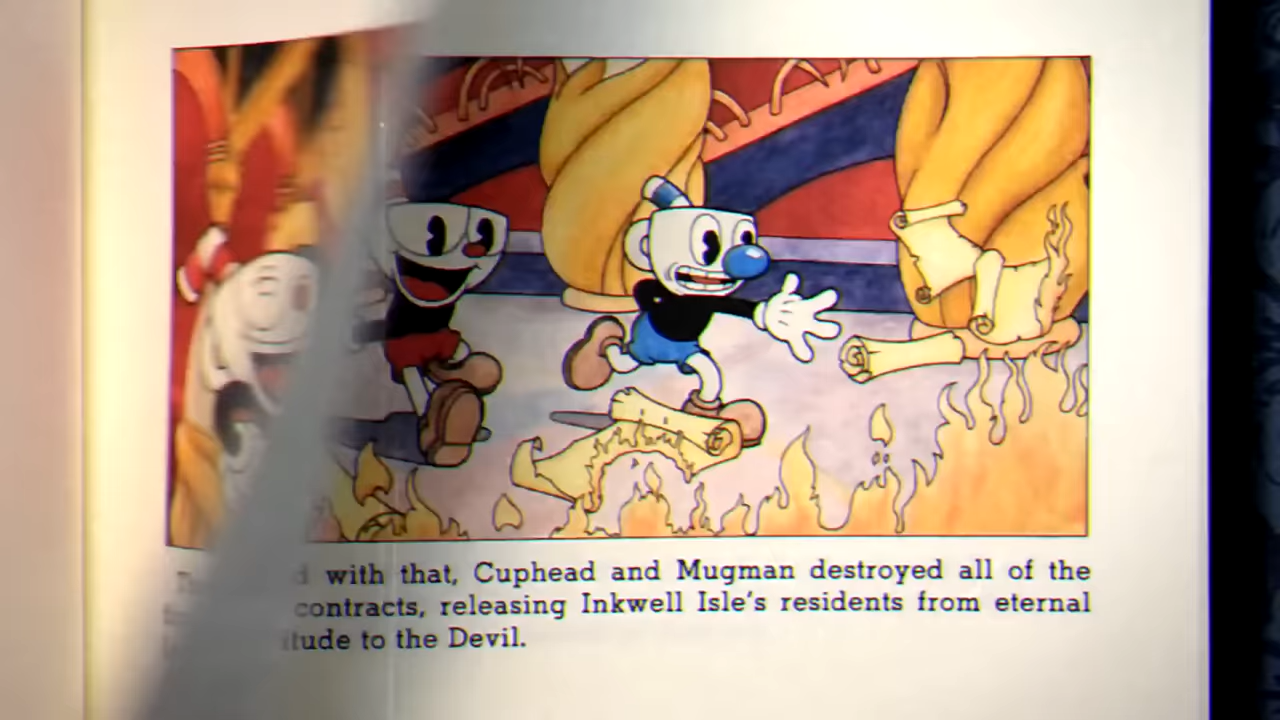 with that, Cuphead and Mugman destroyed all of the
contracts, releasing Inkwell Isle's residents from eternal
to the Devil.